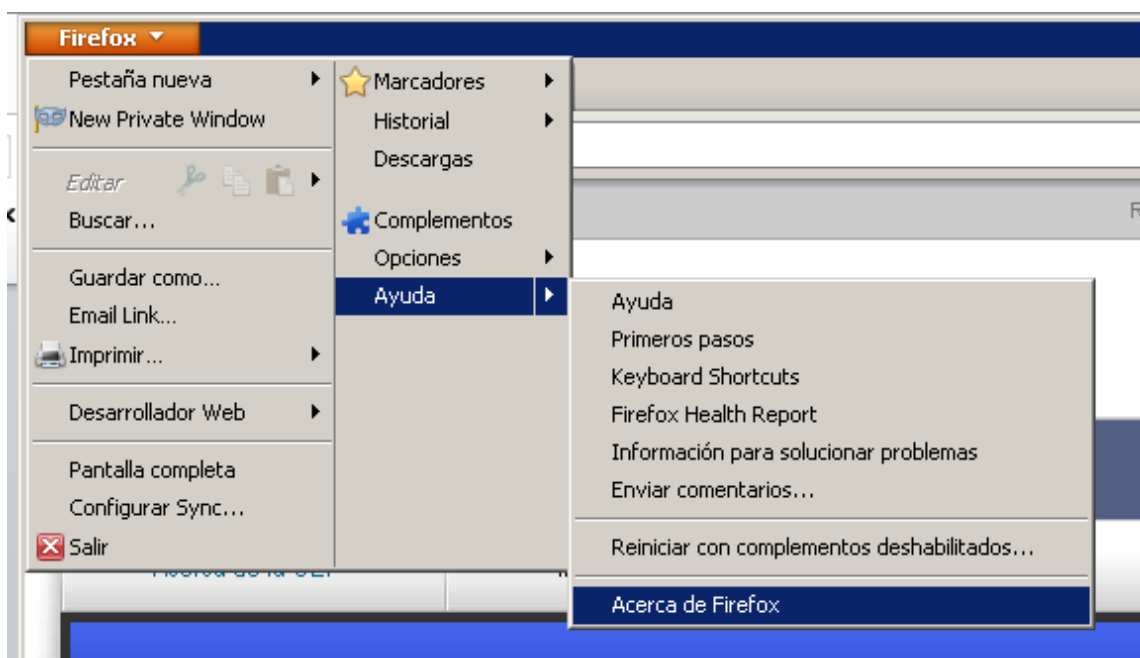 Firefox
Pestaña nueva
New Private Window
Editar
Buscar...
Guardar como...
Email Link...
Imprimir...
Desarrollador Web
Pantalla completa
Configurar Sync...
Salir
Marcadores
Historial
Descargas
Complementos
Opciones
Ayuda
Ayuda
Primeros pasos
Keyboard Shortcuts
Firefox Health Report
Información para solucionar problemas
Enviar comentarios...
Reiniciar con complementos deshabilitados...
Acerca de Firefox
R